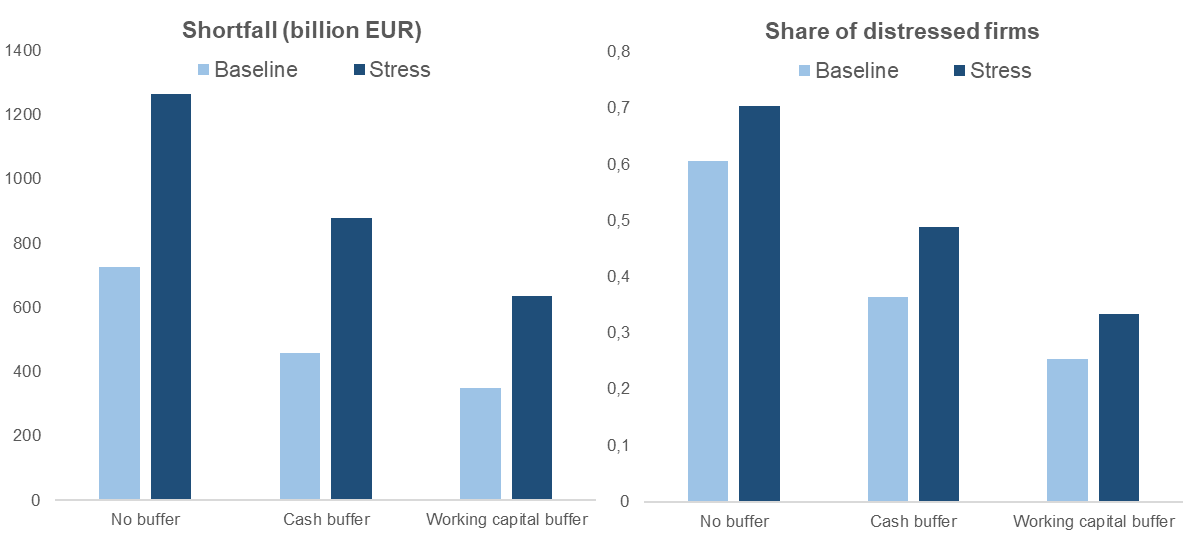 Shortfall (billion EUR)
Baseline Stress
1400
1200
1000
800
600
400
200
0
No buffer Cash buffer Working capital buffer
Share of distressed firms
Baseline Stress
0,8
0,7
0,6
0,5
0,4
0,3
0,2
0,1
0
No buffer Cash buffer Working capital buffer